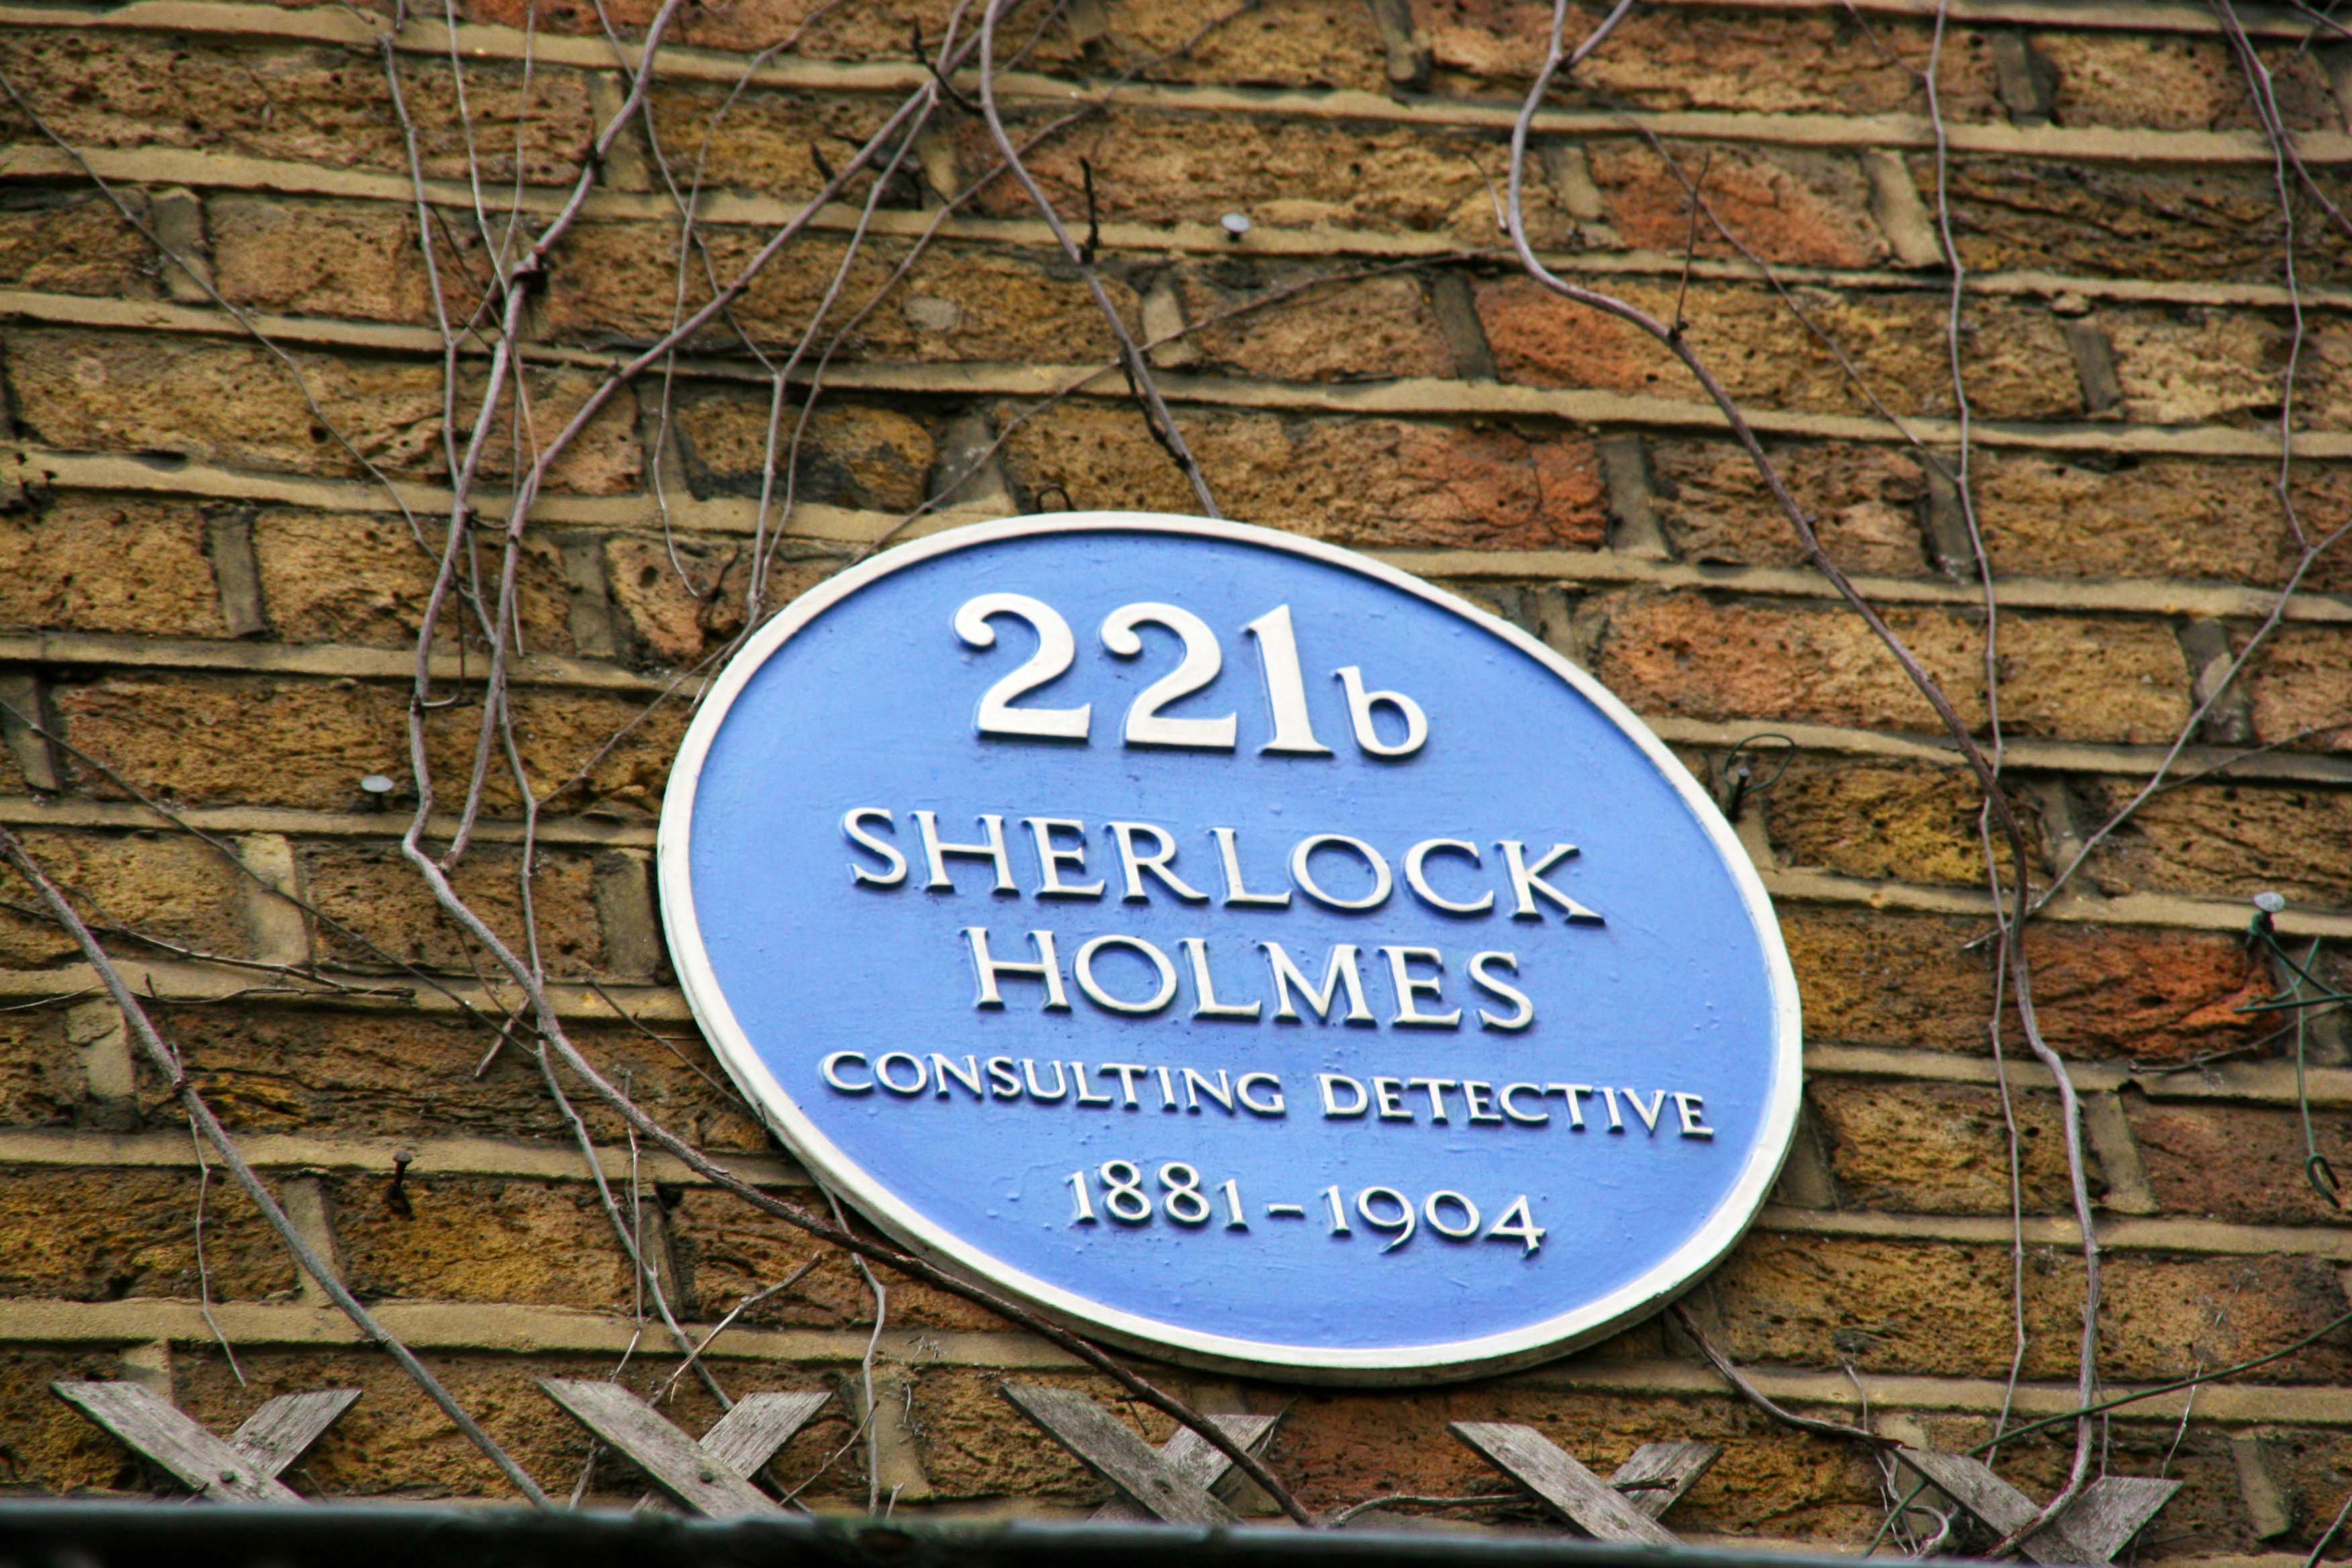 221b
SHERLOCK
HOLMES
CONSULTING DETECTIVE
1881-1904